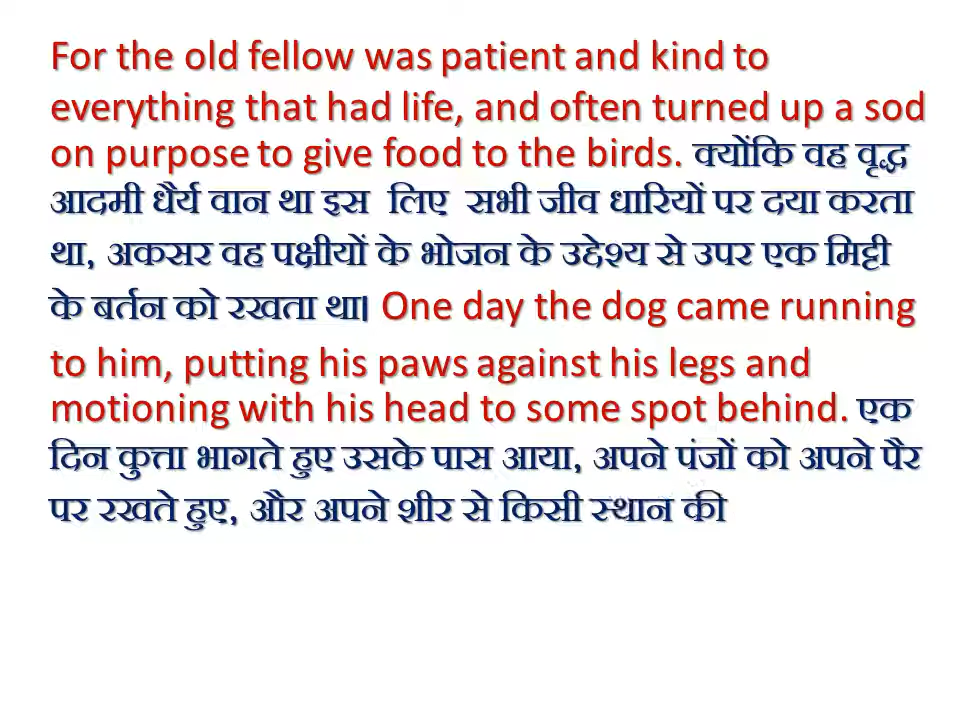 For the old fellow was patient and kind to
everything that had life, and often turned up a sod
on purpose to give food to the birds. क्योंकि वह वृद्ध
आदमी धैर्य वान था इस लिए सभी जीव धारियों पर दया करता
था, अकसर वह पक्षीयों के भोजन के उद्देश्य से उपर एक मिट्टी
के बर्तन को रखता था। One day the dog came running
to him, putting his paws against his legs and
motioning with his head to some spot behind. एक
दिन कुत्ता भागते हुए उसके पास आया, अपने पंजों को अपने पैर
पर रखते हुए, और अपने शीर से किसी स्थान की